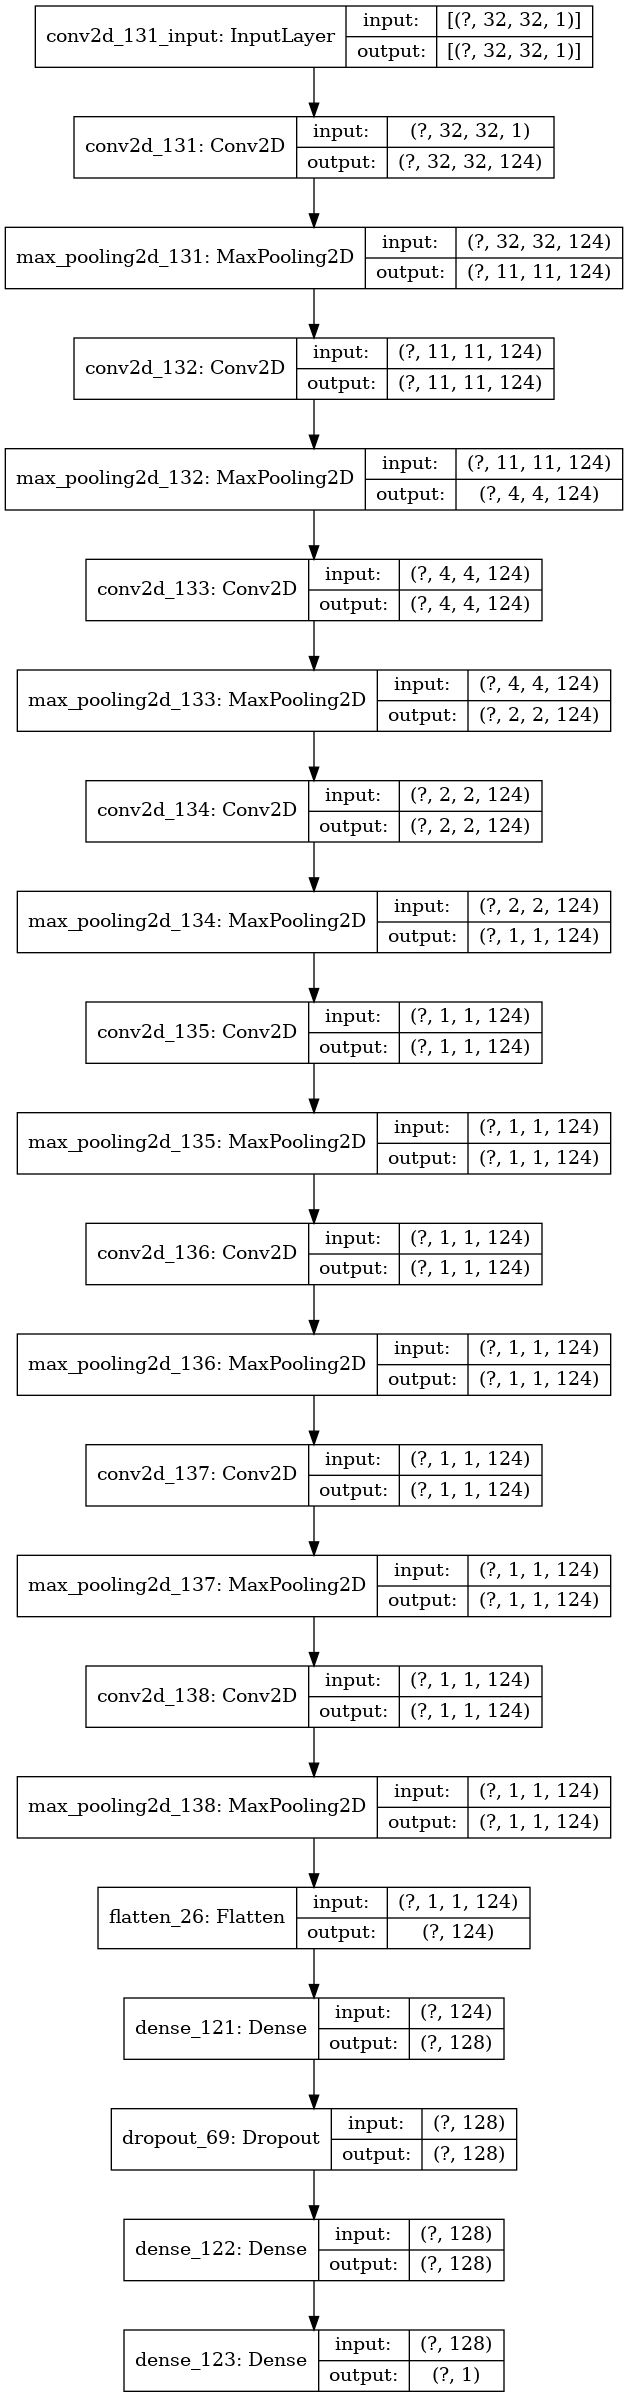 conv2d_131_input: InputLayer
input:
[(?, 32, 32, 1)]
output:
[(?, 32, 32, 1)]
conv2d_131: Conv2D
input:
(?, 32, 32, 1)
output:
(?, 32, 32, 124)
max_pooling2d_131: MaxPooling2D
input:
(?, 32, 32, 124)
output:
(?, 11, 11, 124)
conv2d_132: Conv2D
input:
(?, 11, 11, 124)
output:
(?, 11, 11, 124)
max_pooling2d_132: MaxPooling2D
input:
(?, 11, 11, 124)
output:
(?, 4, 4, 124)
conv2d_133: Conv2D
input:
(?, 4, 4, 124)
output:
(?, 4, 4, 124)
max_pooling2d_133: MaxPooling2D
input:
(?, 4, 4, 124)
output:
(?, 2, 2, 124)
conv2d_134: Conv2D
input:
(?, 2, 2, 124)
output:
(?, 2, 2, 124)
max_pooling2d_134: MaxPooling2D
input:
(?, 2, 2, 124)
output:
(?, 1, 1, 124)
conv2d_135: Conv2D
input:
(?, 1, 1, 124)
output:
(?, 1, 1, 124)
max_pooling2d_135: MaxPooling2D
input:
(?, 1, 1, 124)
output:
(?, 1, 1, 124)
conv2d_136: Conv2D
input:
(?, 1, 1, 124)
output:
(?, 1, 1, 124)
max_pooling2d_136: MaxPooling2D
input:
(?, 1, 1, 124)
output:
(?, 1, 1, 124)
conv2d_137: Conv2D
input:
(?, 1, 1, 124)
output:
(?, 1, 1, 124)
max_pooling2d_137: MaxPooling2D
input:
(?, 1, 1, 124)
output:
(?, 1, 1, 124)
conv2d_138: Conv2D
input:
(?, 1, 1, 124)
output:
(?, 1, 1, 124)
max_pooling2d_138: MaxPooling2D
input:
(?, 1, 1, 124)
output:
(?, 1, 1, 124)
flatten_26: Flatten
input:
(?, 1, 1, 124)
output:
(?, 124)
dense_121: Dense
input:
(?, 124)
output:
(?, 128)
dropout_69: Dropout
input:
(?, 128)
output:
(?, 128)
dense_122: Dense
input:
(?, 128)
output:
(?, 128)
dense_123: Dense
input:
(?, 128)
output:
(?, 1)